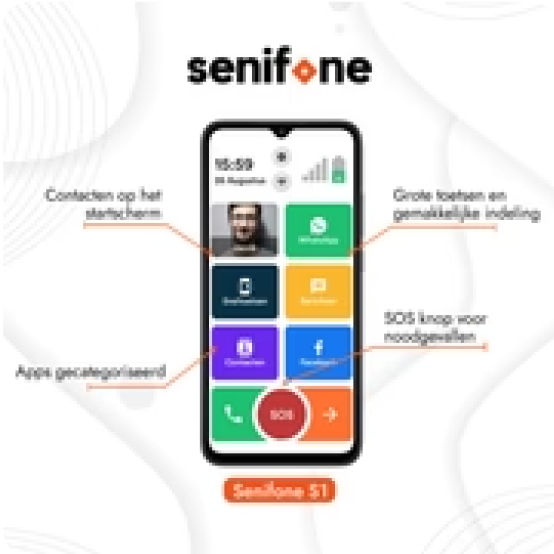 senifone
15:59
Contacten op het
startscherm
Grote toetsen en
gemakkelijke indeling
WhatsApp
Berichten
SOS knop voor
noodgevallen
Contacten
Facebook
Apps gecategoriseerd
SOS
Senifone S1